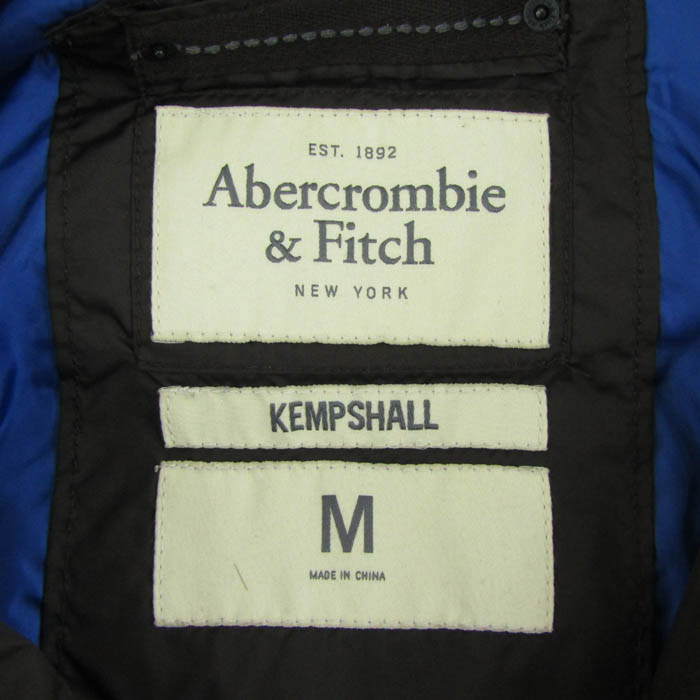 EST. 1892
Abercrombie
& Fitch
NEW YORK
KEMPSHALL
M
MADE IN CHINA